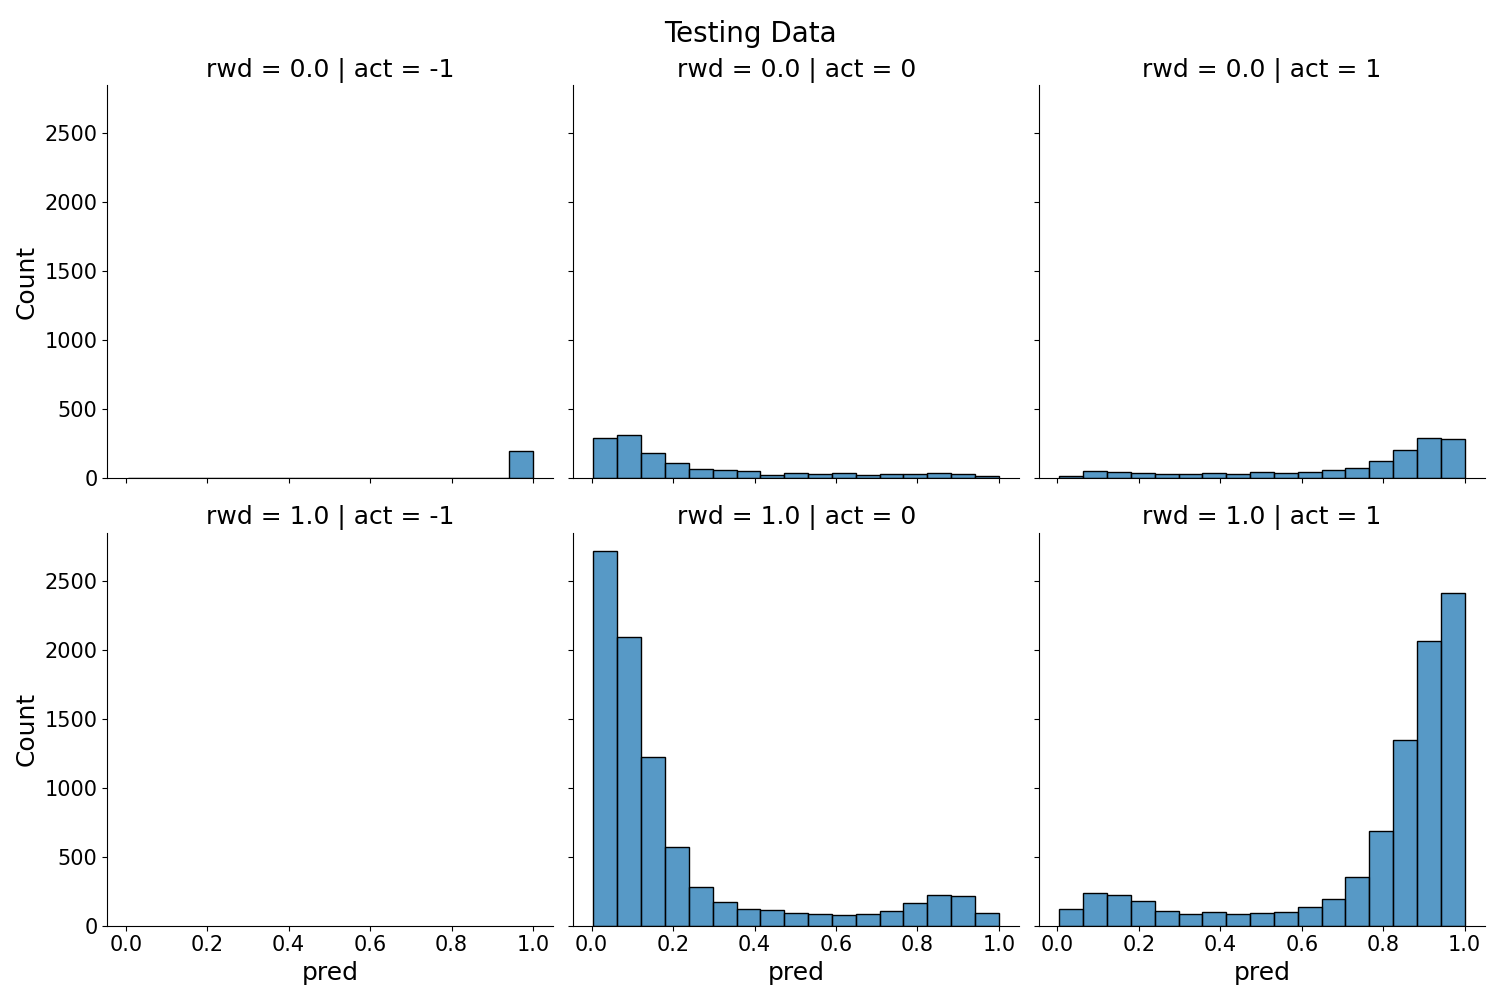 Testing Data
rwd = 0.0 | act = -1
rwd = 0.0 | act = 0
rwd = 0.0 | act = 1
2500
2000
1500
1000
500
0
Count
rwd = 1.0 | act = -1
rwd = 1.0 | act = 0
rwd = 1.0 | act = 1
2500
2000
1500
1000
500
0
Count
0.0 0.2 0.4 0.6 0.8 1.0
0.0 0.2 0.4 0.6 0.8 1.0
0.0 0.2 0.4 0.6 0.8 1.0
pred
pred
pred